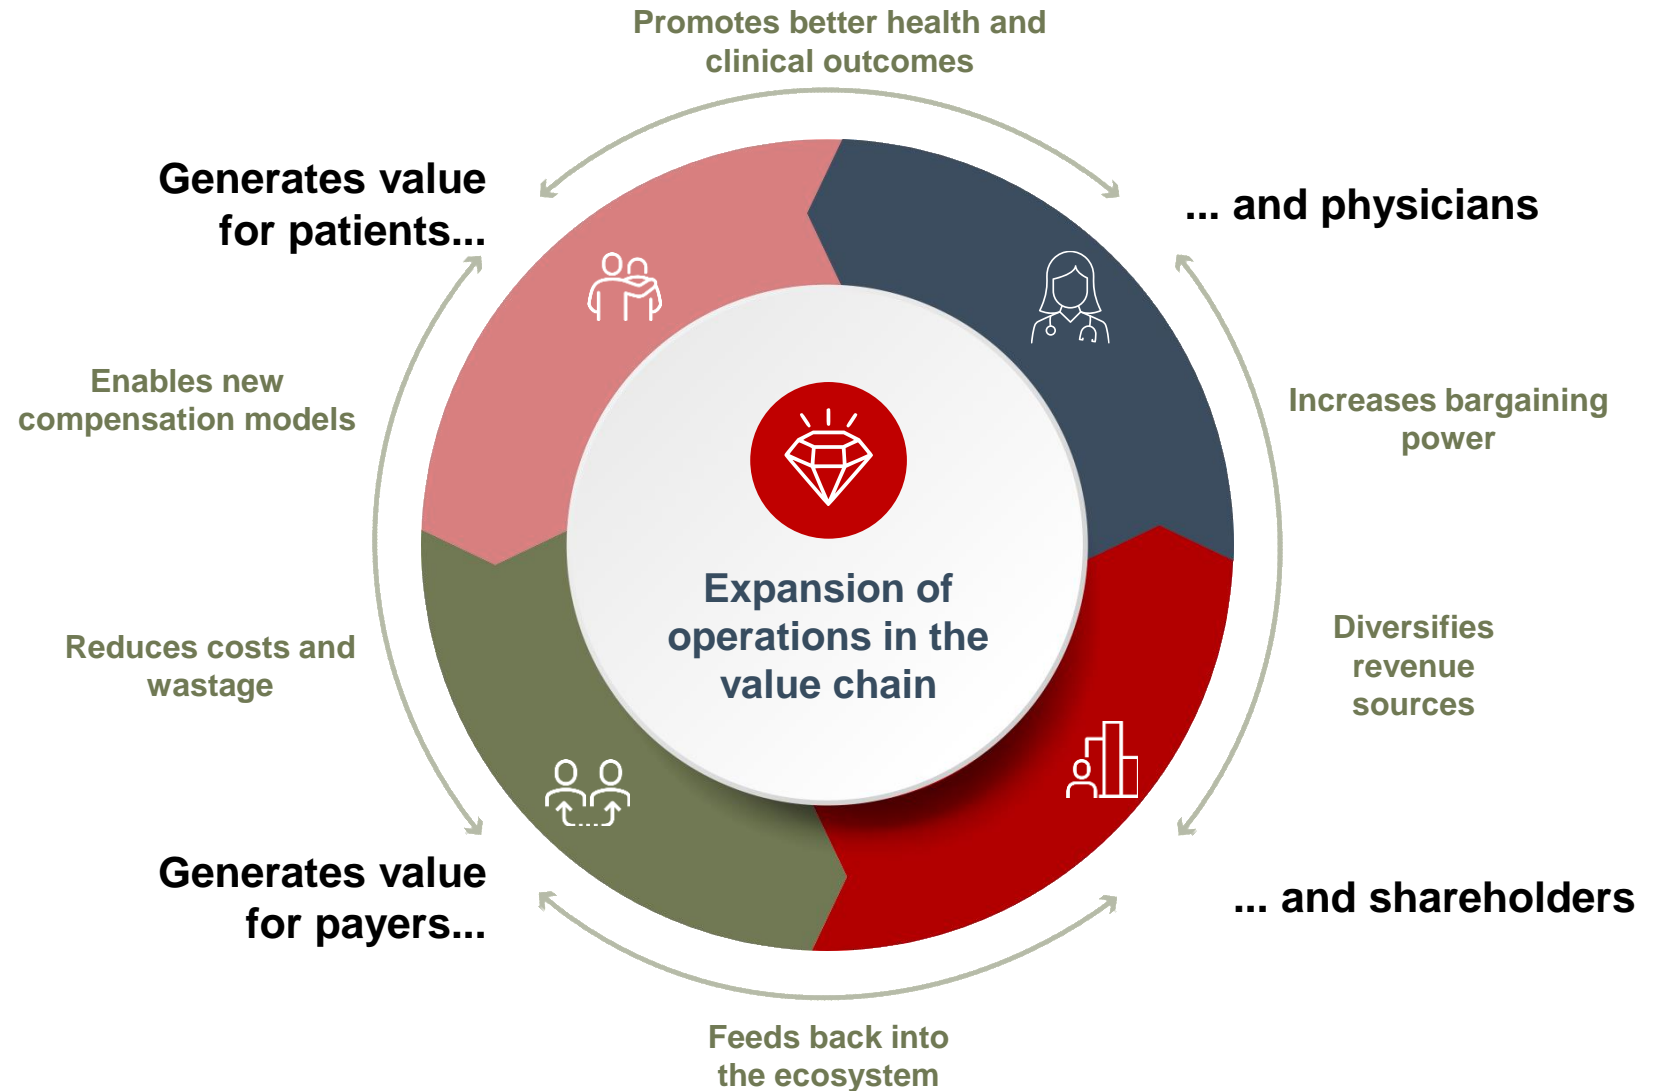 Promotes better health and
clinical outcomes
Generates value
for patients...
... and physicians
Enables new
compensation models
Increases bargaining
power
Expansion of
operations in the
value chain
Reduces costs and
wastage
Diversifies
revenue
sources
Generates value
for payers...
... and shareholders
Feeds back into
the ecosystem